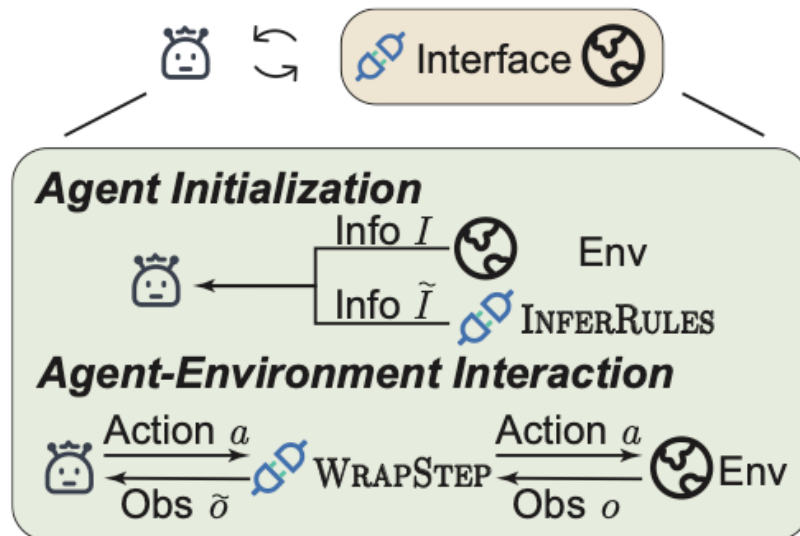 Interface
Agent Initialization
Info I
Env
Info Ĩ
INFERRULES
Agent-Environment Interaction
Action a
Action a
WRAPSTEP
Env
Obs õ
Obs o